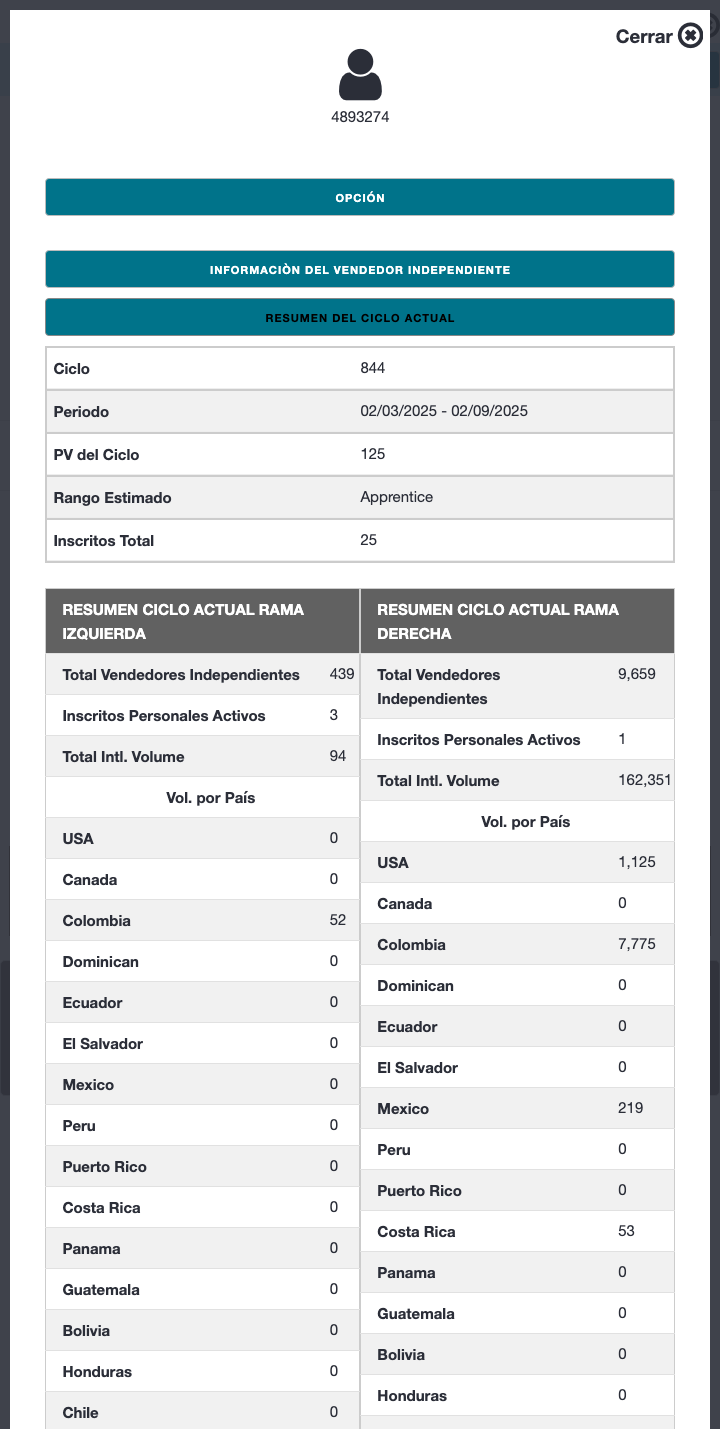 Cerrar
4893274
OPCIÓN
INFORMACIÒN DEL VENDEDOR INDEPENDIENTE
RESUMEN DEL CICLO ACTUAL
Ciclo 844
Periodo 02/03/2025 - 02/09/2025
PV del Ciclo 125
Rango Estimado Apprentice
Inscritos Total 25
RESUMEN CICLO ACTUAL RAMA
IZQUIERDA
Total Vendedores Independientes 439
Inscritos Personales Activos 3
Total Intl. Volume 94
Vol. por País
USA 0
Canada 0
Colombia 52
Dominican 0
Ecuador 0
El Salvador 0
Mexico 0
Peru 0
Puerto Rico 0
Costa Rica 0
Panama 0
Guatemala 0
Bolivia 0
Honduras 0
Chile 0
RESUMEN CICLO ACTUAL RAMA
DERECHA
Total Vendedores 9,659
Independientes
Inscritos Personales Activos 1
Total Intl. Volume 162,351
Vol. por País
USA 1,125
Canada 0
Colombia 7,775
Dominican 0
Ecuador 0
El Salvador 0
Mexico 219
Peru 0
Puerto Rico 0
Costa Rica 53
Panama 0
Guatemala 0
Bolivia 0
Honduras 0